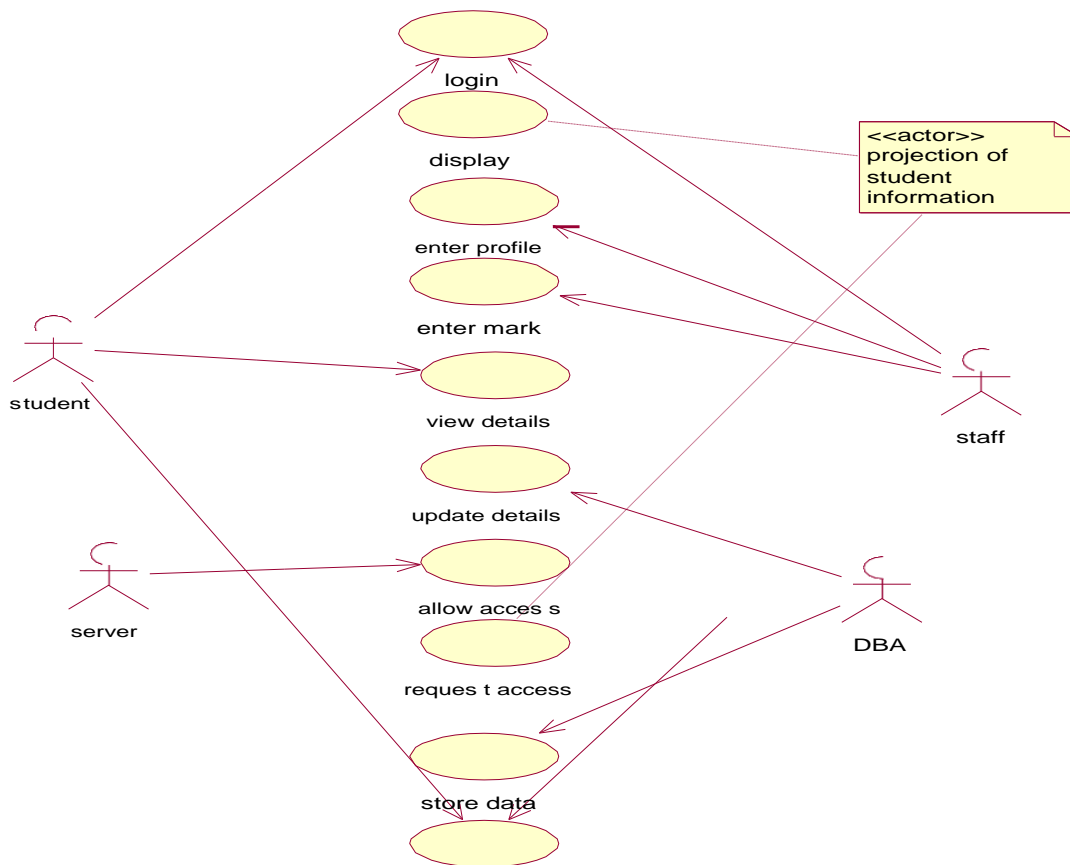 login
display
<<actor>>
projection of
student
information
enter profile
enter mark
student
view details
staff
update details
server
allow acces s
DBA
reques t access
store data